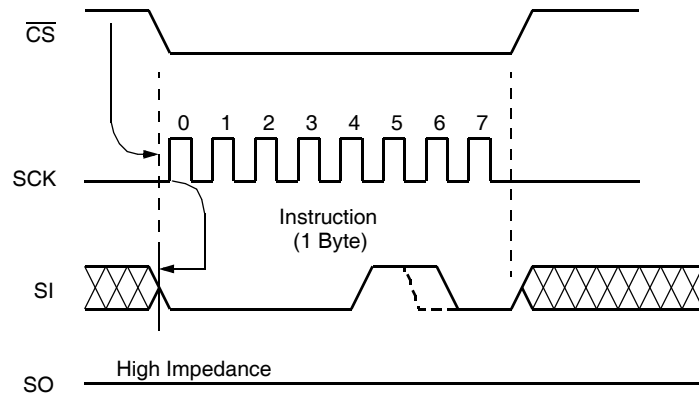 CS
0 1 2 3 4 5 6 7
SCK
Instruction
(1 Byte)
SI
High Impedance
SO